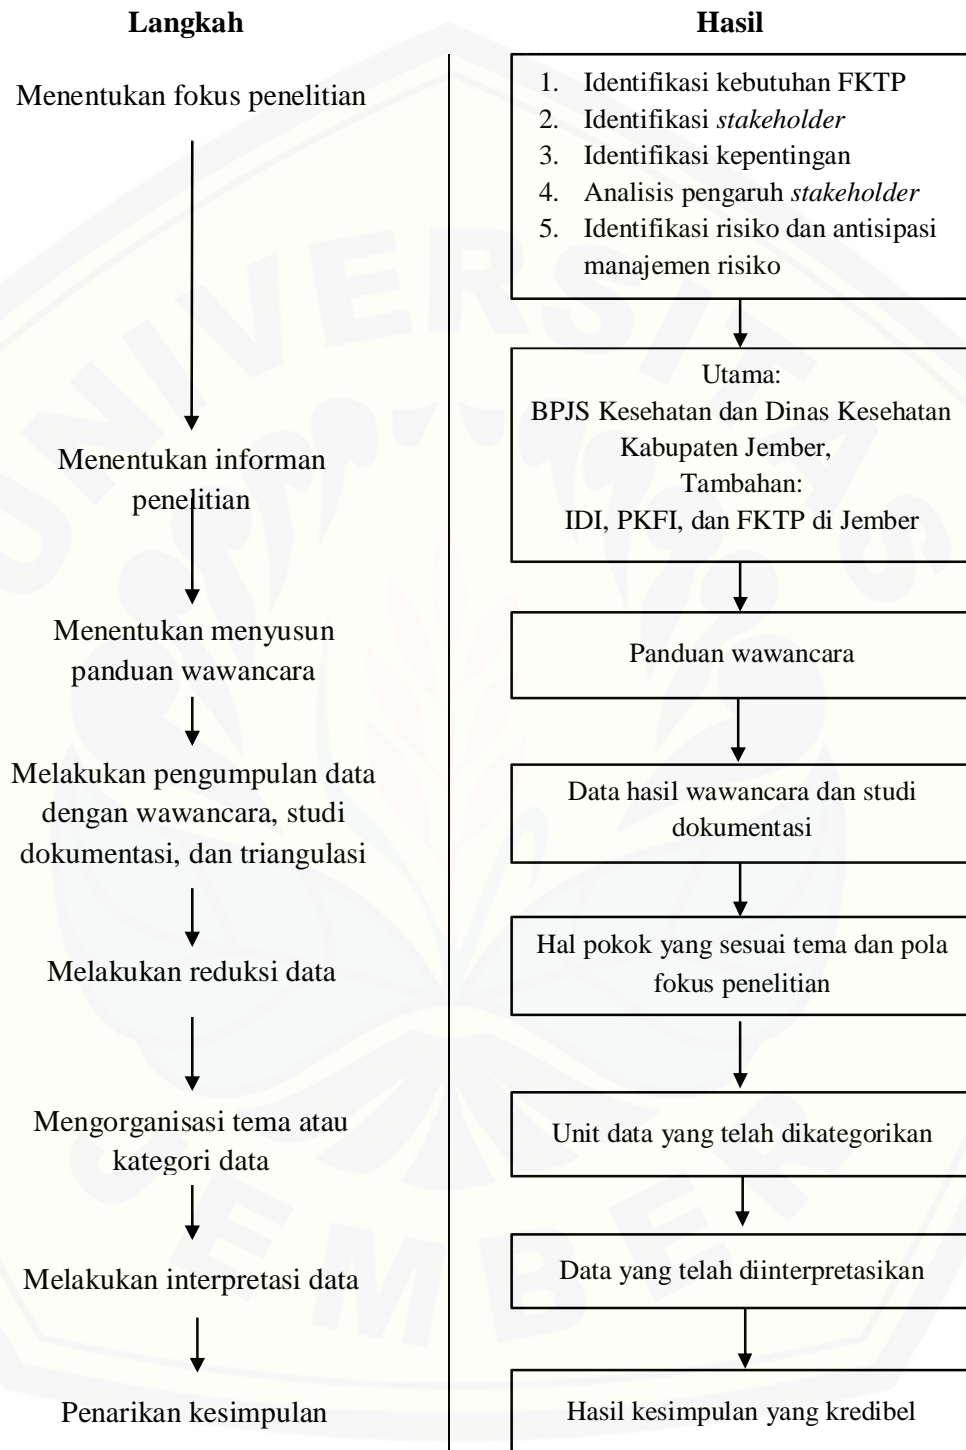 Langkah
Hasil
Menentukan fokus penelitian
1. Identifikasi kebutuhan FKTP
2. Identifikasi stakeholder
3. Identifikasi kepentingan
4. Analisis pengaruh stakeholder
5. Identifikasi risiko dan antisipasi
manajemen risiko
Menentukan informan
penelitian
Utama:
BPJS Kesehatan dan Dinas Kesehatan
Kabupaten Jember,
Tambahan:
IDI, PKFI, dan FKTP di Jember
Menentukan menyusun
panduan wawancara
Panduan wawancara
Melakukan pengumpulan data
dengan wawancara, studi
dokumentasi, dan triangulasi
Data hasil wawancara dan studi
dokumentasi
Melakukan reduksi data
Hal pokok yang sesuai tema dan pola
fokus penelitian
Mengorganisasi tema atau
kategori data
Unit data yang telah dikategorikan
Melakukan interpretasi data
Data yang telah diinterpretasikan
Penarikan kesimpulan
Hasil kesimpulan yang kredibel
UNIVERSITAS
JEMBER